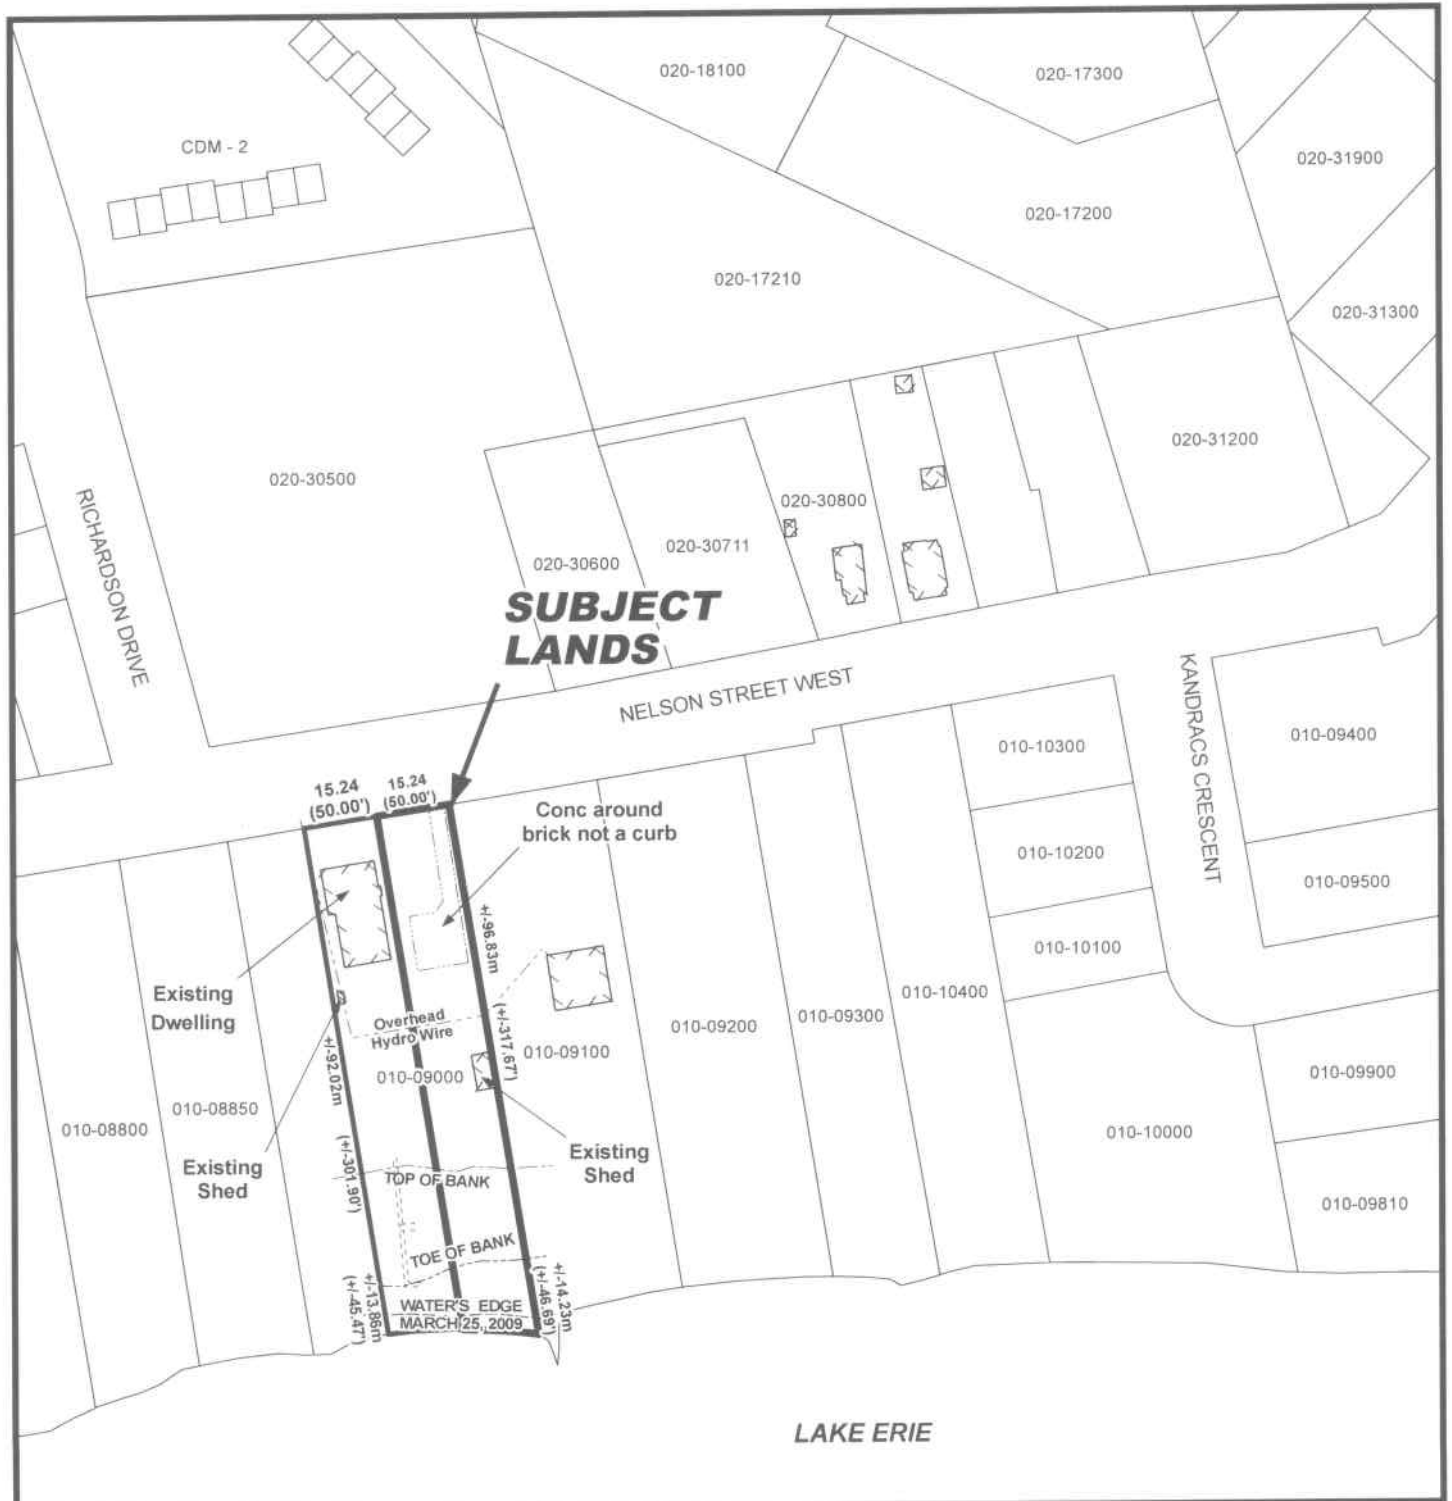 020-18100
020-17300
CDM - 2
020-31900
020-17200
020-17210
020-31300
020-31200
020-30500
020-30800
020-30711
020-30600
RICHARDSON DRIVE
SUBJECT
LANDS
NELSON STREET WEST
KANDRACS CRESCENT
010-10300
010-09400
15.24
(50.00')
15.24
(50.00')
Conc around
brick not a curb
010-10200
010-09500
010-10100
+/-96.83m
(+/-317.67')
Existing
Dwelling
Overhead
Hydro Wire
010-10400
010-09300
010-09200
010-09100
010-09000
+/-92.02m
(+/-301.90')
010-09900
010-08850
010-08800
010-10000
Existing
Shed
Existing
Shed
TOP OF BANK
010-09810
TOE OF BANK
+/-13.86m
(+/-45.47')
+/-14.23m
(+/-46.69')
WATER'S EDGE
MARCH 25, 2009
LAKE ERIE